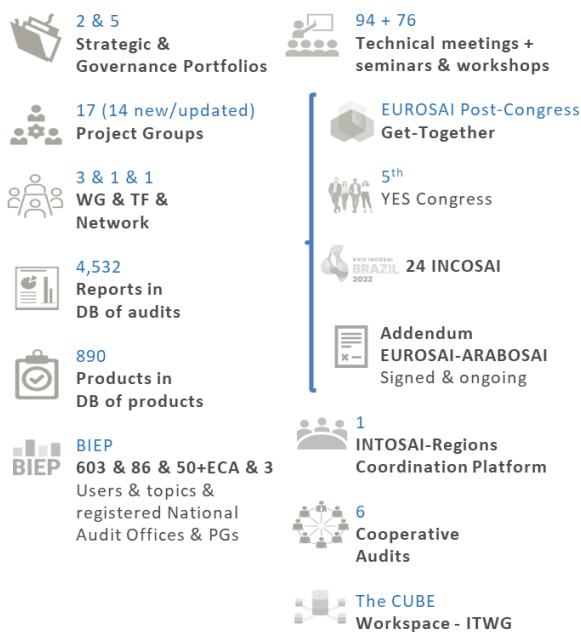 2 & 5
Strategic &
Governance Portfolios
17 (14 new/updated)
Project Groups
3 & 1 & 1
WG & TF &
Network
4,532
Reports in
DB of audits
890
Products in
DB of products
BIEP
BIEP
603 & 86 & 50+ECA & 3
Users & topics &
registered National
Audit Offices & PGs
94 + 76
Technical meetings +
seminars & workshops
EUROSAI Post-Congress
Get-Together
5th
YES Congress
XXIV INCOSAI
BRAZIL
2022
24 INCOSAI
Addendum
EUROSAI-ARABOSAI
Signed & ongoing
1
INTOSAI-Regions
Coordination Platform
6
Cooperative
Audits
The CUBE
Workspace - ITWG